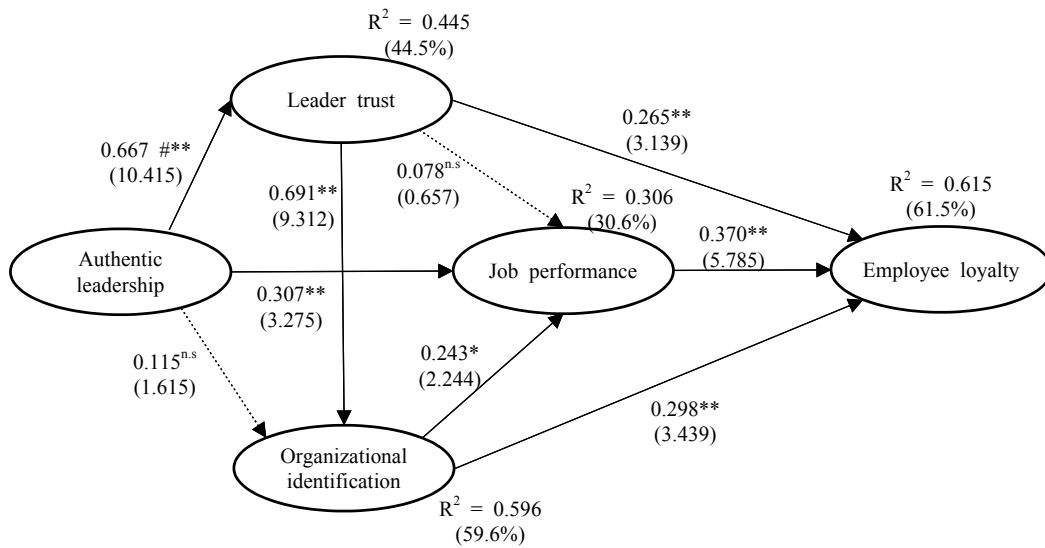 R² = 0.445
(44.5%)
Leader trust
0.667 #**
(10.415)
0.691**
(9.312)
0.078ⁿ·ˢ
(0.657)
0.265**
(3.139)
R² = 0.306
(30.6%)
R² = 0.615
(61.5%)
Authentic
leadership
Job performance
0.370**
(5.785)
Employee loyalty
0.307**
(3.275)
0.115ⁿ·ˢ
(1.615)
0.243*
(2.244)
0.298**
(3.439)
Organizational
identification
R² = 0.596
(59.6%)